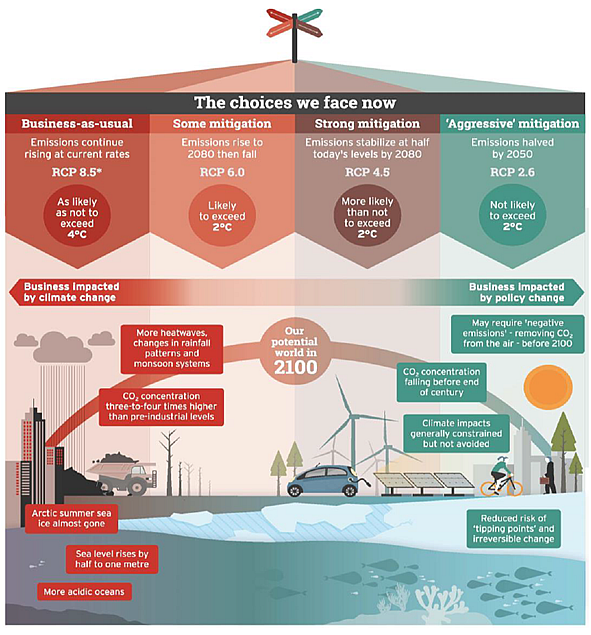 The choices we face now
Business-as-usual
Emissions continue
rising at current rates
RCP 8.5*
As likely
as not to
exceed
4°C
Some mitigation
Emissions rise to
2080 then fall
RCP 6.0
Likely
to exceed
2°C
Strong mitigation
Emissions stabilize at half
today's levels by 2080
RCP 4.5
More likely
than not
to exceed
2°C
'Aggressive' mitigation
Emissions halved
by 2050
RCP 2.6
Not likely
to exceed
2°C
Business impacted
by climate change
Business impacted
by policy change
Our
potential
world in
2100
More heatwaves,
changes in rainfall
patterns and
monsoon systems
CO₂ concentration
three-to-four times higher
than pre-industrial levels
May require 'negative
emissions' - removing CO₂
from the air - before 2100
CO₂ concentration
falling before end
of century
Climate impacts
generally constrained
but not avoided
Arctic summer sea
ice almost gone
Sea level rises by
half to one metre
More acidic oceans
Reduced risk of
'tipping points' and
irreversible change